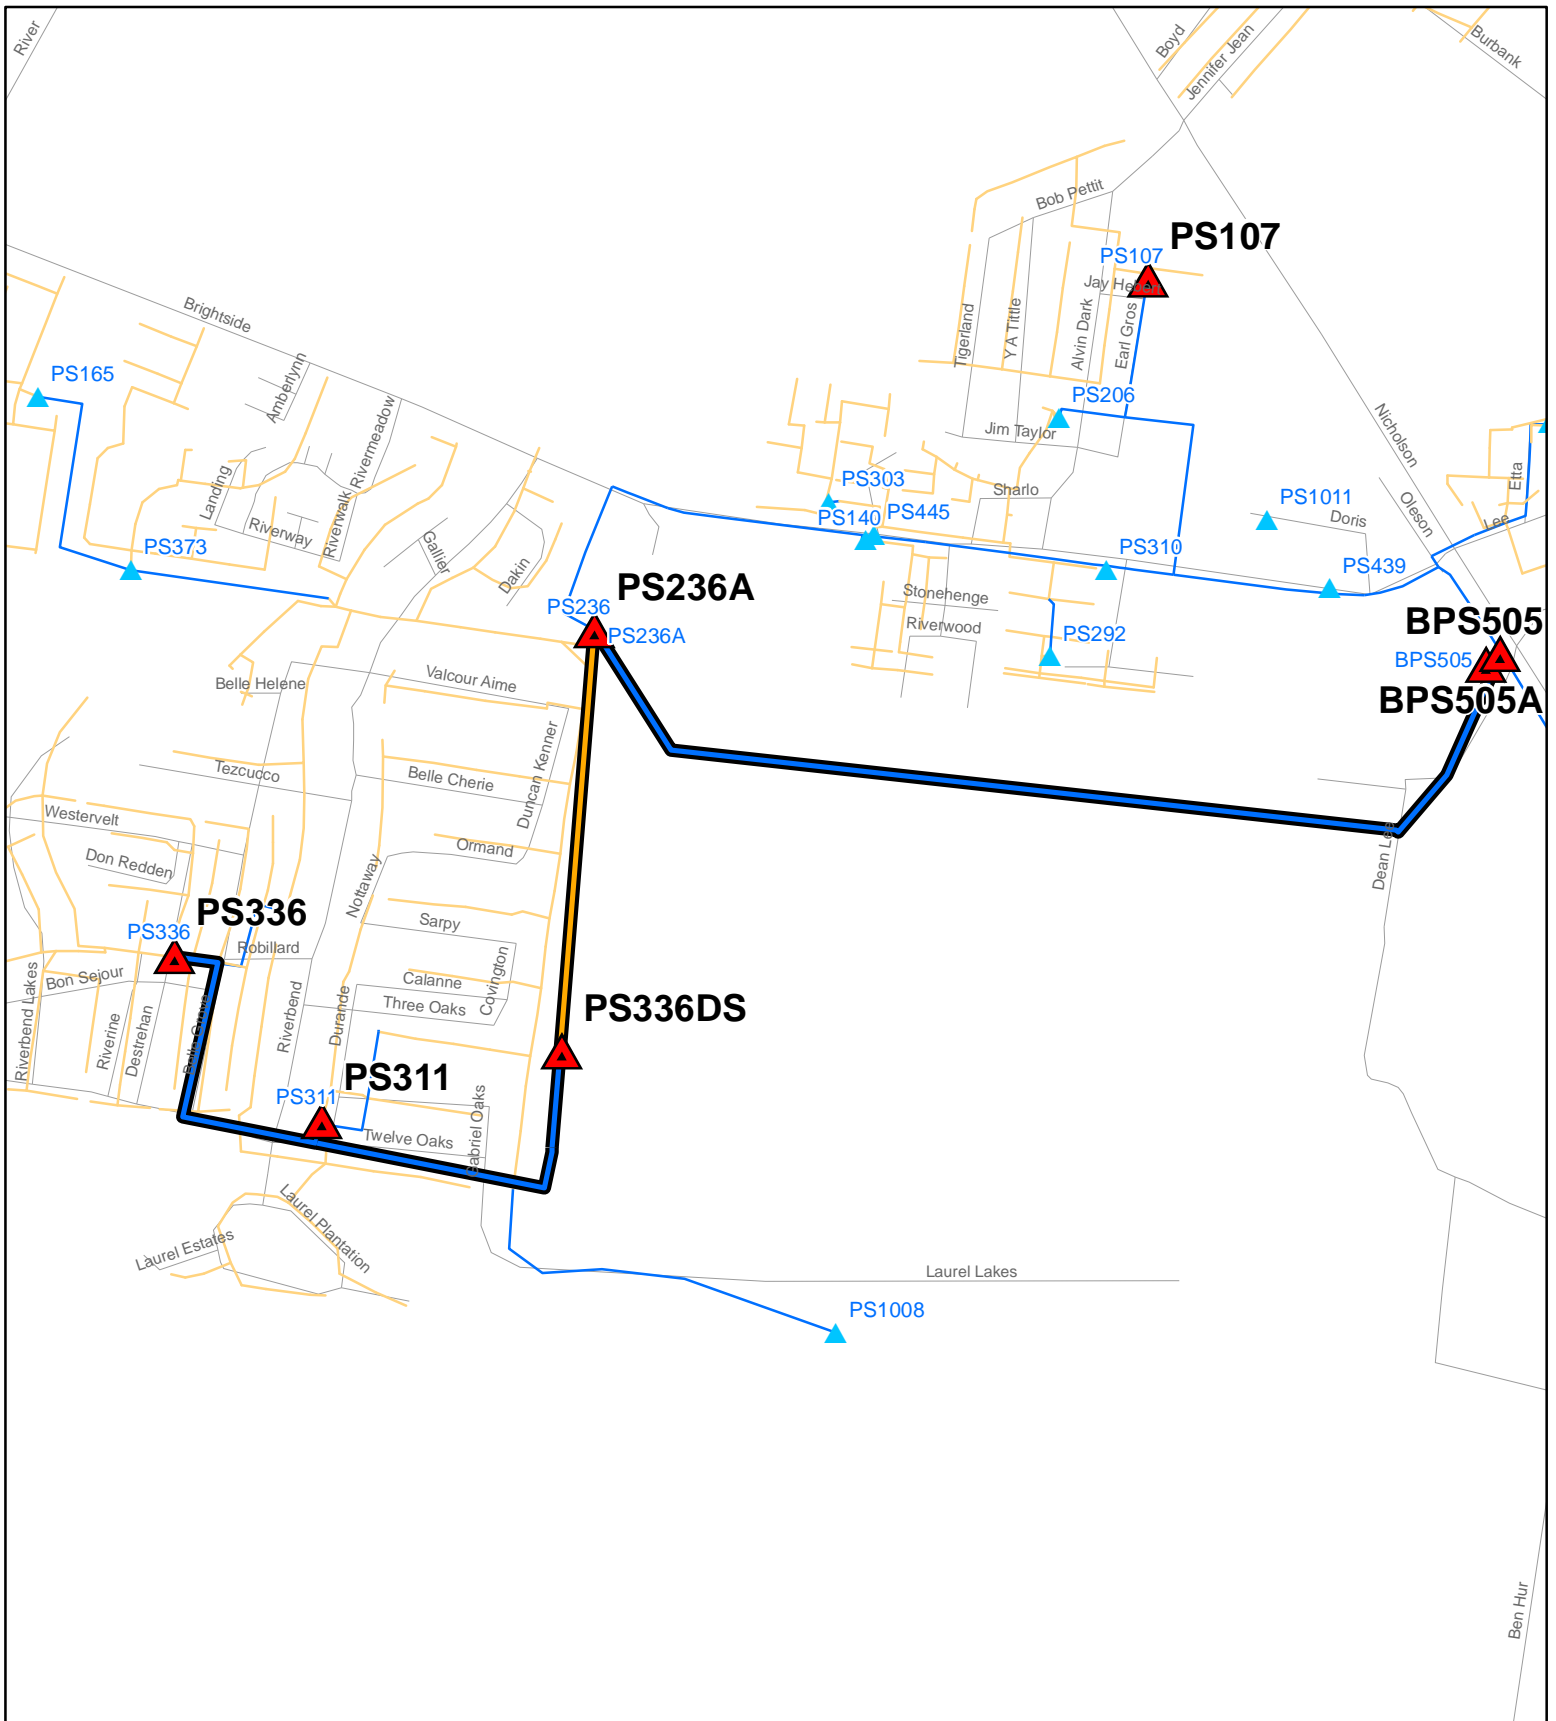 River
Boyd
Jennifer Jean
Burbank
Bob Pettit
PS107
PS107
Jay Hebert
Brightside
Tigerland
Y A Tittle
Alvin Dark
Earl Gros
PS165
Amberlynn
Rivermeadow
PS206
Nicholson
Jim Taylor
Landing
Riverwalk
Riverway
Gallier
PS303
PS445
PS140
Sharlo
PS1011
Doris
Oleson
Etta
Lee
PS373
Dakin
PS310
PS439
PS236A
PS236
PS236A
Stonehenge
Riverwood
PS292
BPS505
BPS505
BPS505A
Belle Helene
Valcour Aime
Duncan Kenner
Tezcucco
Belle Cherie
Westervelt
Don Redden
Ormand
Dean Lee
Nottaway
PS336
PS336
Robillard
Sarpy
Bon Sejour
Calanne
Covington
Three Oaks
Riverbend Lakes
Riverine
Destrehan
Riverbend
Durande
PS336DS
PS311
PS311
Gabriel Oaks
Twelve Oaks
Laurel Plantation
Laurel Estates
Laurel Lakes
PS1008
Ben Hur